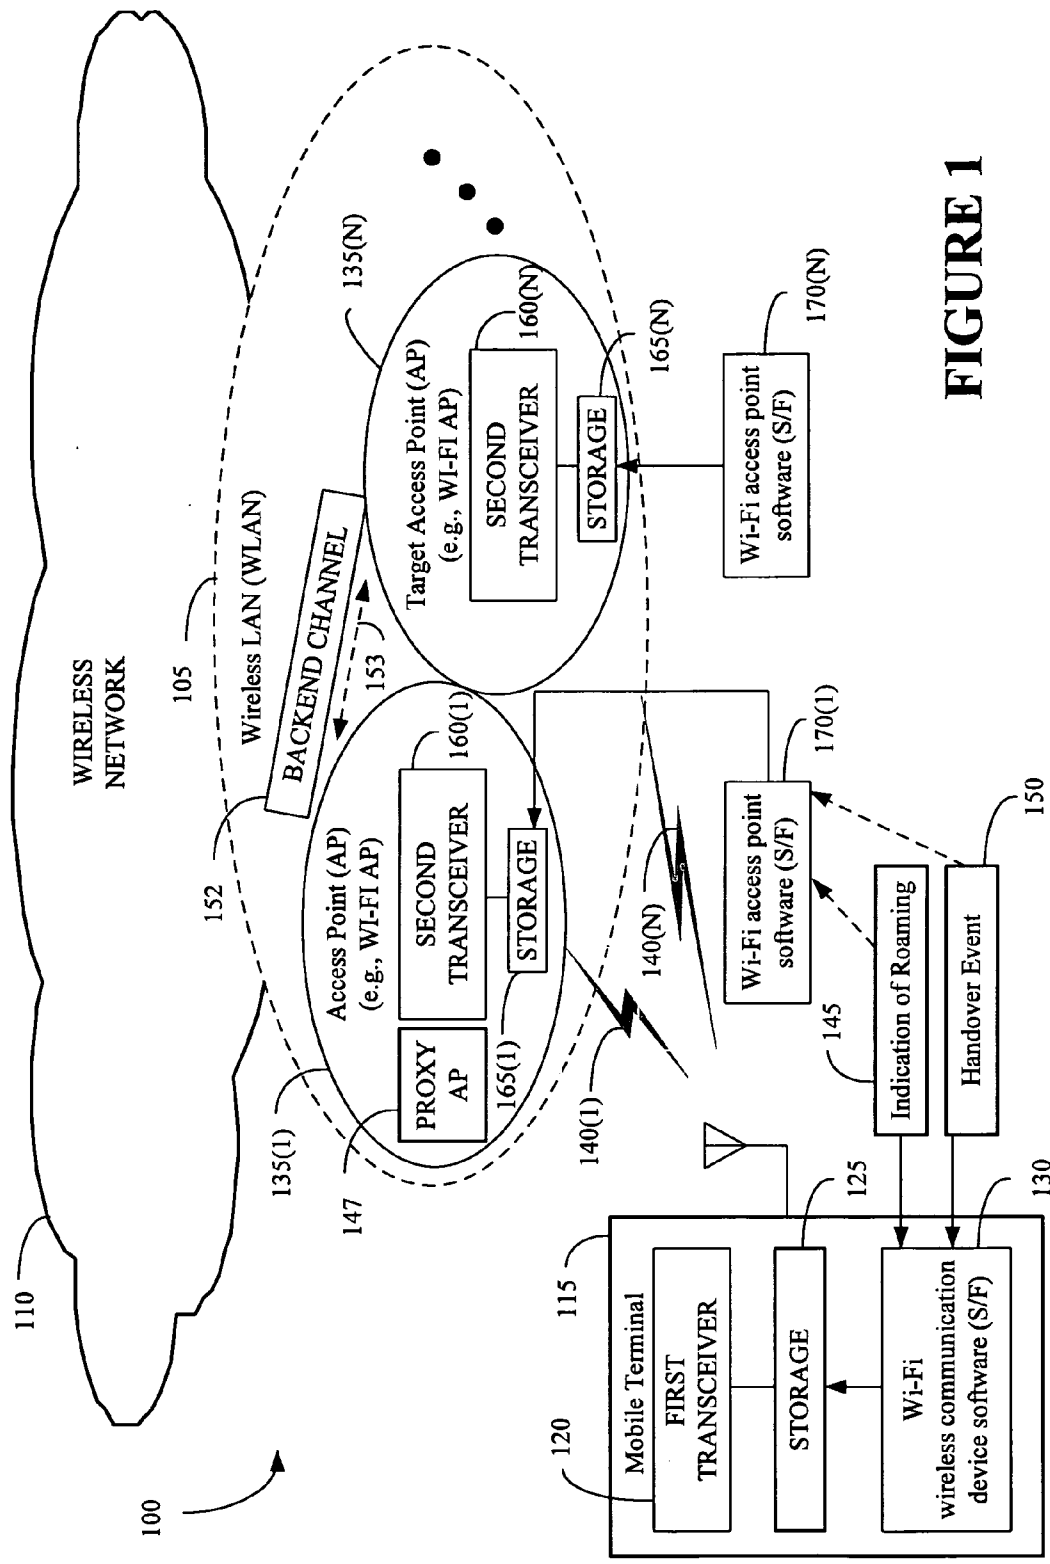 100
110
WIRELESS
NETWORK
105
Wireless LAN (WLAN)
152
BACKEND CHANNEL
153
135(1)
147
Access Point (AP)
(e.g., WI-FI AP)
PROXY
AP
SECOND
TRANSCEIVER
160(1)
STORAGE
165(1)
135(N)
Target Access Point (AP)
(e.g., WI-FI AP)
SECOND
TRANSCEIVER
160(N)
STORAGE
165(N)
140(1)
140(N)
115
Mobile Terminal
120
FIRST
TRANSCEIVER
STORAGE
125
Wi-Fi
wireless communication
device software (S/F)
130
145
Indication of Roaming
Handover Event
150
Wi-Fi access point
software (S/F)
170(1)
Wi-Fi access point
software (S/F)
170(N)
FIGURE 1